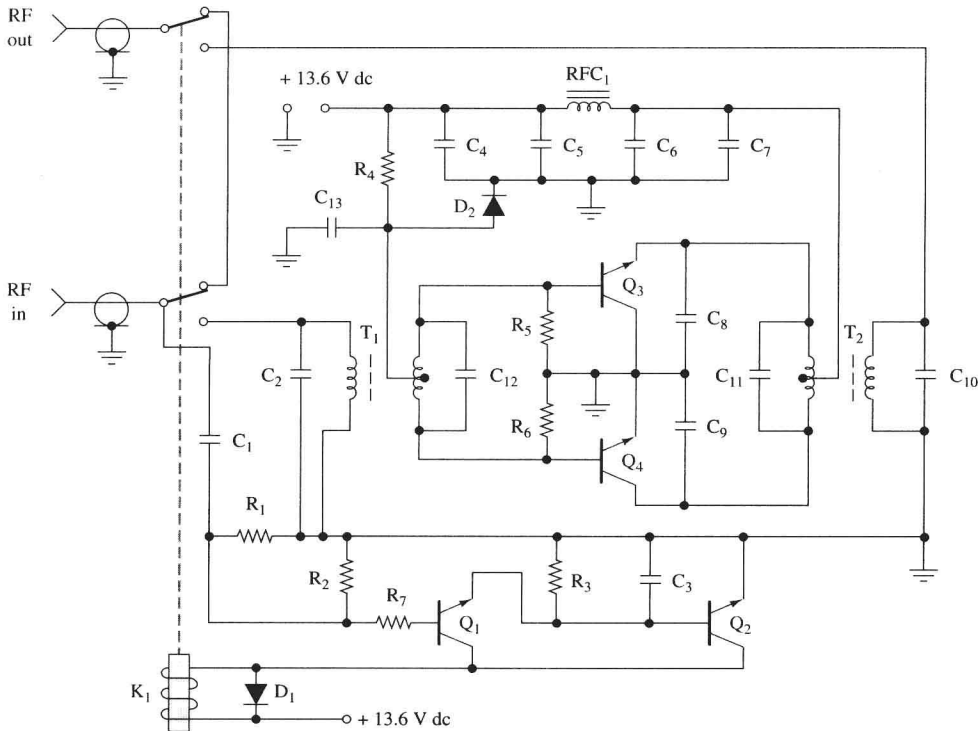 RF
out
+ 13.6 V dc
RFC₁
C₄
C₅
C₆
C₇
R₄
C₁₃
D₂
RF
in
Q₃
R₅
C₈
T₁
T₂
C₂
C₁₂
C₁₁
C₁₀
R₆
C₉
C₁
Q₄
R₁
R₂
R₃
C₃
R₇
Q₁
Q₂
K₁
D₁
+ 13.6 V dc